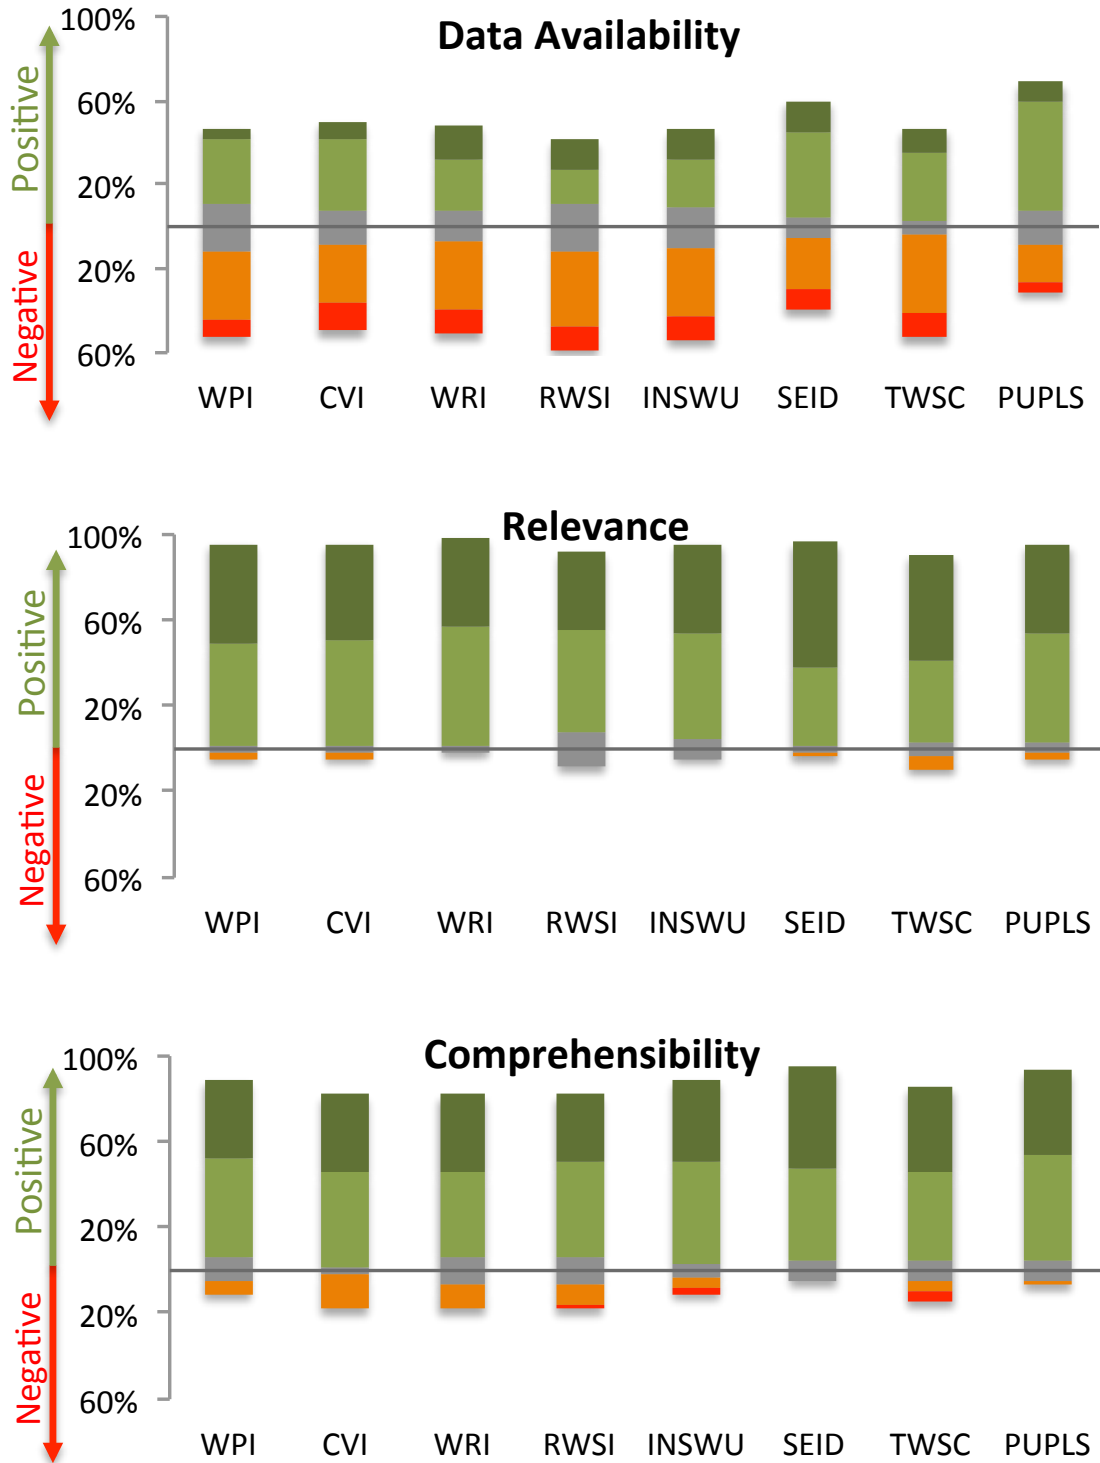 Data Availability
100%
60%
20%
20%
60%
Positive
Negative
WPI CVI WRI RWSI INSWU SEID TWSC PUPLS
Relevance
100%
60%
20%
20%
60%
Positive
Negative
WPI CVI WRI RWSI INSWU SEID TWSC PUPLS
Comprehensibility
100%
60%
20%
20%
60%
Positive
Negative
WPI CVI WRI RWSI INSWU SEID TWSC PUPLS